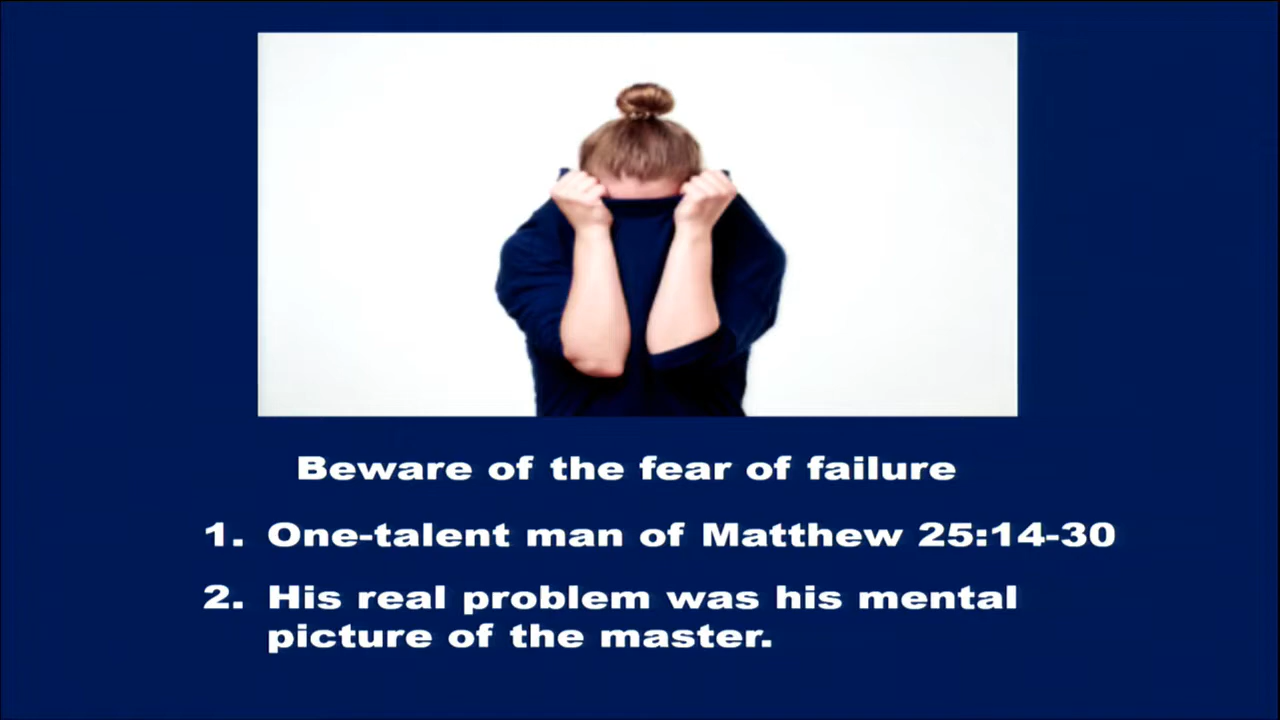 Beware of the fear of failure
1. One-talent man of Matthew 25:14-30
2. His real problem was his mental
picture of the master.